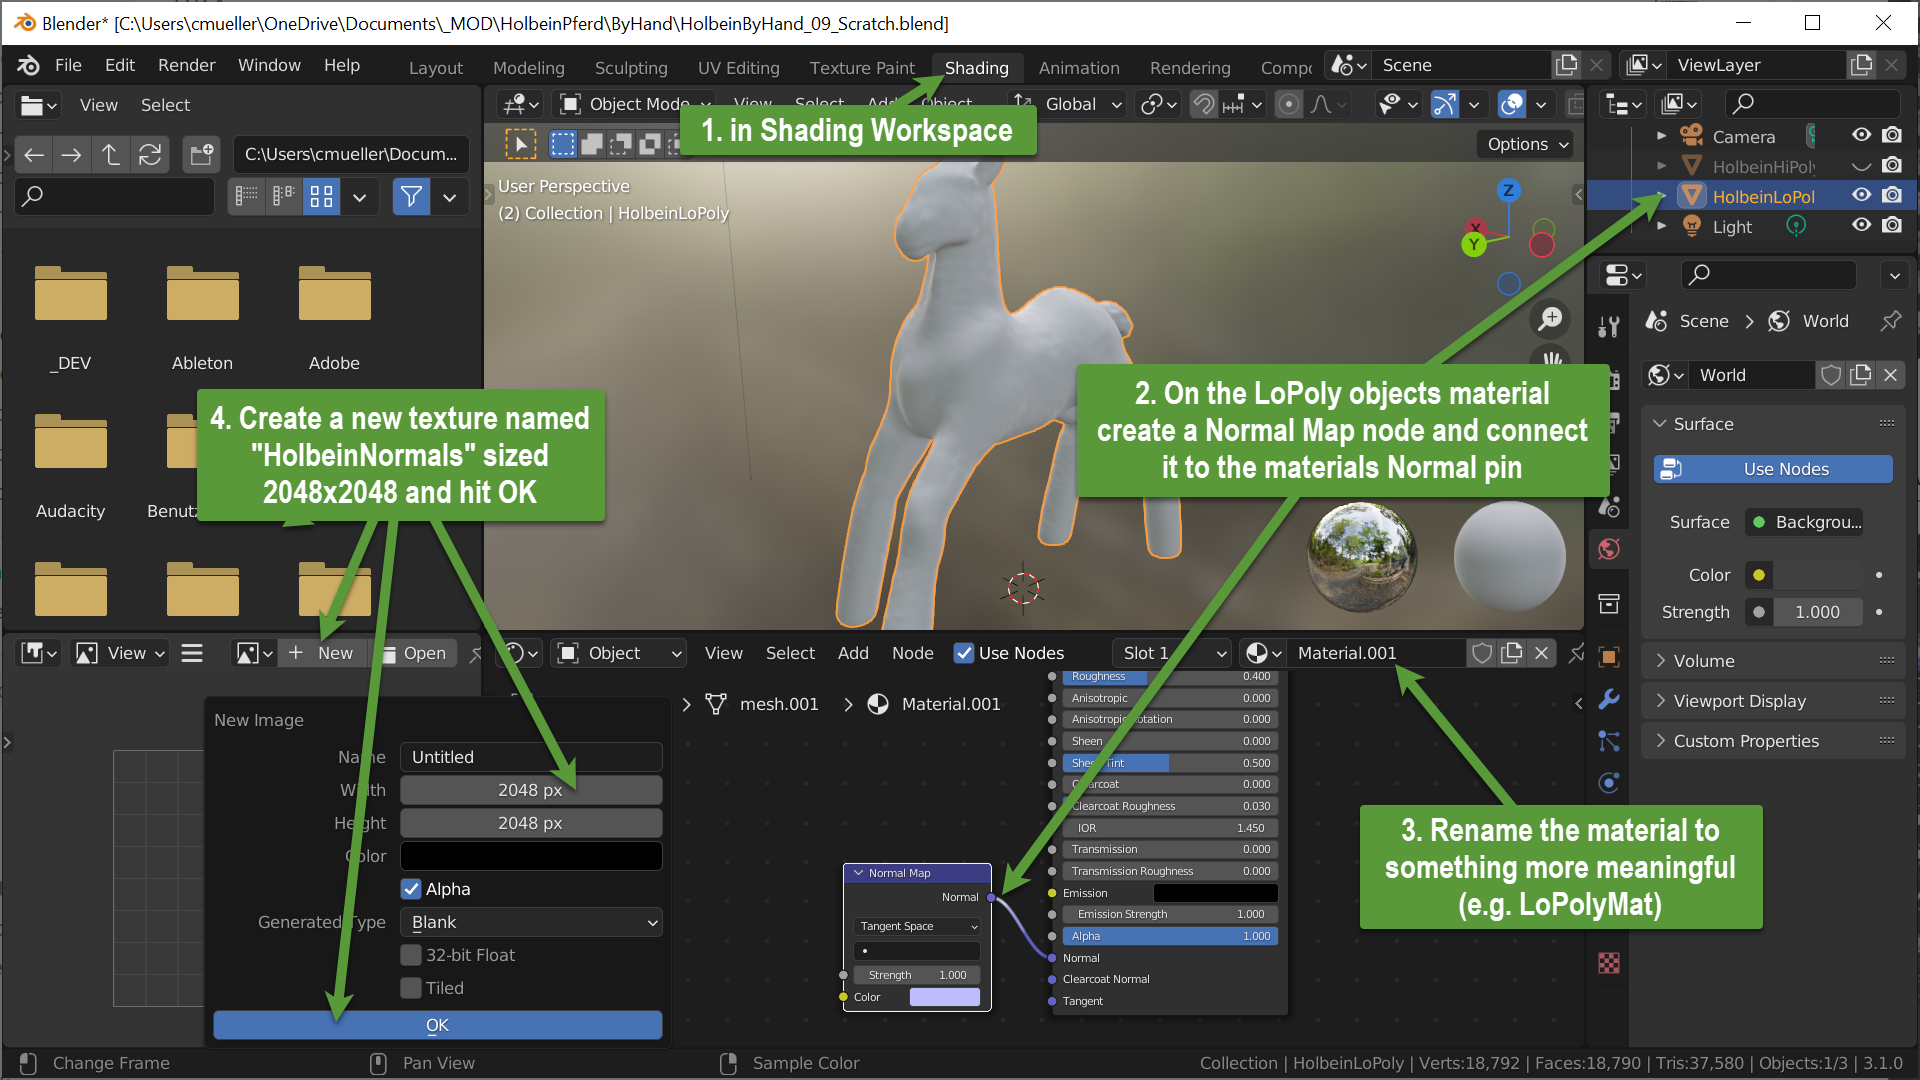 Blender* [C:\Users\cmueller\OneDrive\Documents\_MOD\HolbeinPferd\ByHand\HolbeinByHand_09_Scratch.blend]
File Edit Render Window Help
Layout Modeling Sculpting UV Editing Texture Paint Shading Animation Rendering Compo
Scene
ViewLayer
View Select
Object Mode View Select Add Object Global
C:\Users\cmueller\Docum...
1. in Shading Workspace
Options
User Perspective
(2) Collection | HolbeinLoPoly
Z
X
Y
Camera
HolbeinHiPoly
HolbeinLoPol
Light
_DEV
Ableton
Adobe
Audacity
Benutz
4. Create a new texture named
"HolbeinNormals" sized
2048x2048 and hit OK
2. On the LoPoly objects material
create a Normal Map node and connect
it to the materials Normal pin
Scene > World
World
Surface
Use Nodes
Surface Backgrou...
Color
Strength 1.000
Volume
Viewport Display
Custom Properties
View New Open
Object View Select Add Node Use Nodes Slot 1 Material.001
mesh.001 > Material.001
New Image
Name Untitled
Width 2048 px
Height 2048 px
Color
Alpha
Generated Type Blank
32-bit Float
Tiled
OK
Roughness 0.400
Anisotropic 0.000
Anisotropic Rotation 0.000
Sheen 0.000
Sheen Tint 0.500
Clearcoat 0.000
Clearcoat Roughness 0.030
IOR 1.450
Transmission 0.000
Transmission Roughness 0.000
Emission
Emission Strength 1.000
Alpha 1.000
Normal
Clearcoat Normal
Tangent
Normal Map
Normal
Tangent Space
Strength 1.000
Color
3. Rename the material to
something more meaningful
(e.g. LoPolyMat)
Change Frame
Pan View
Sample Color
Collection | HolbeinLoPoly | Verts:18,792 | Faces:18,790 | Tris:37,580 | Objects:1/3 | 3.1.0